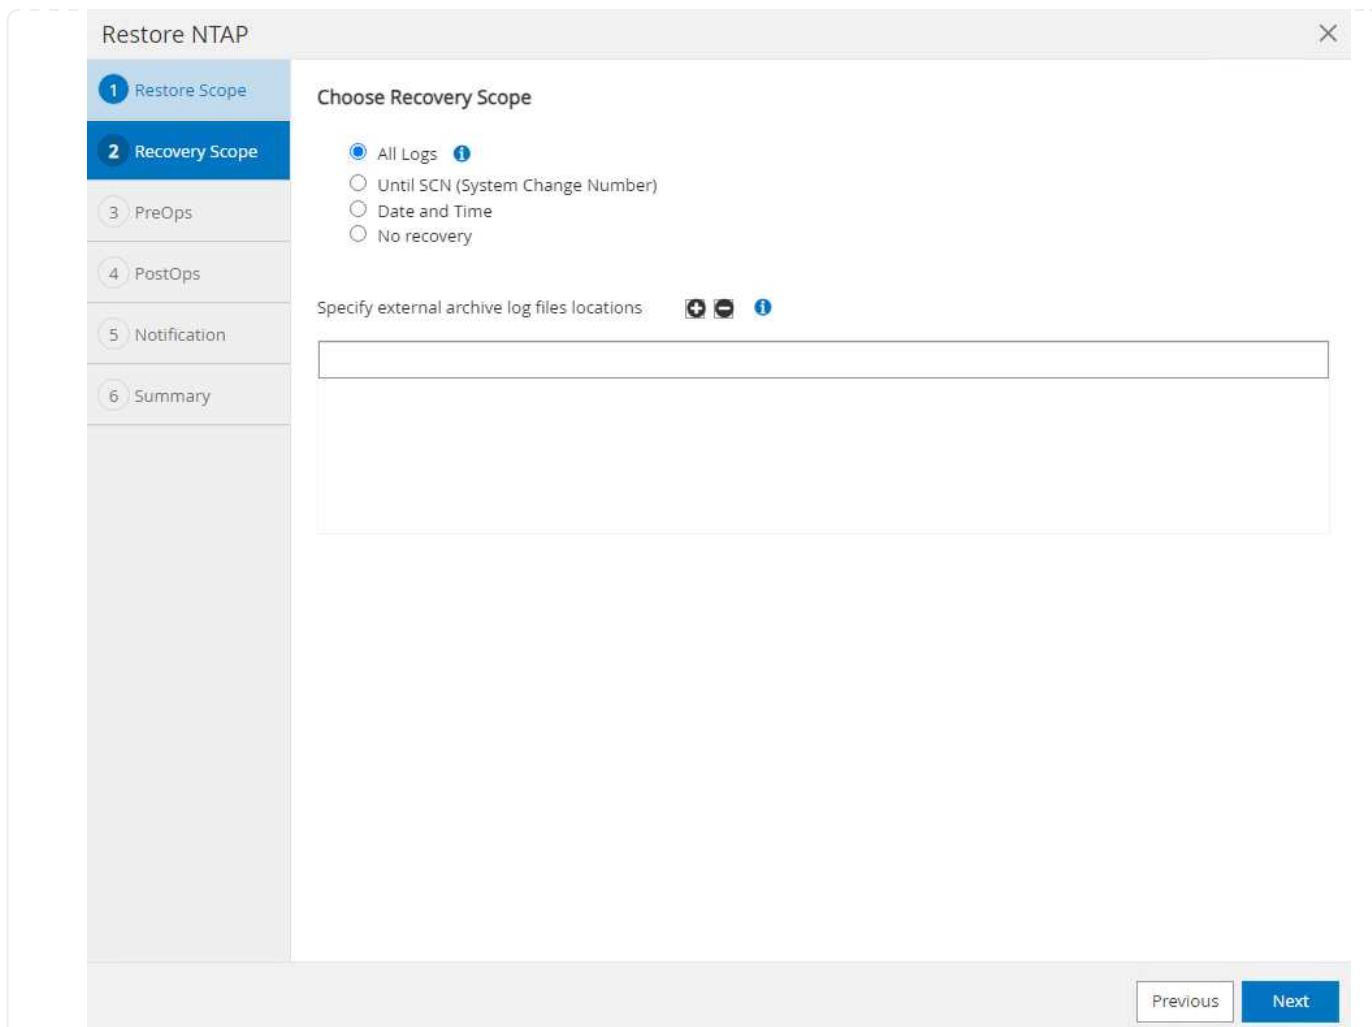 Restore NTAP
1 Restore Scope
2 Recovery Scope
3 PreOps
4 PostOps
5 Notification
6 Summary
Choose Recovery Scope
All Logs
Until SCN (System Change Number)
Date and Time
No recovery
Specify external archive log files locations
Previous
Next